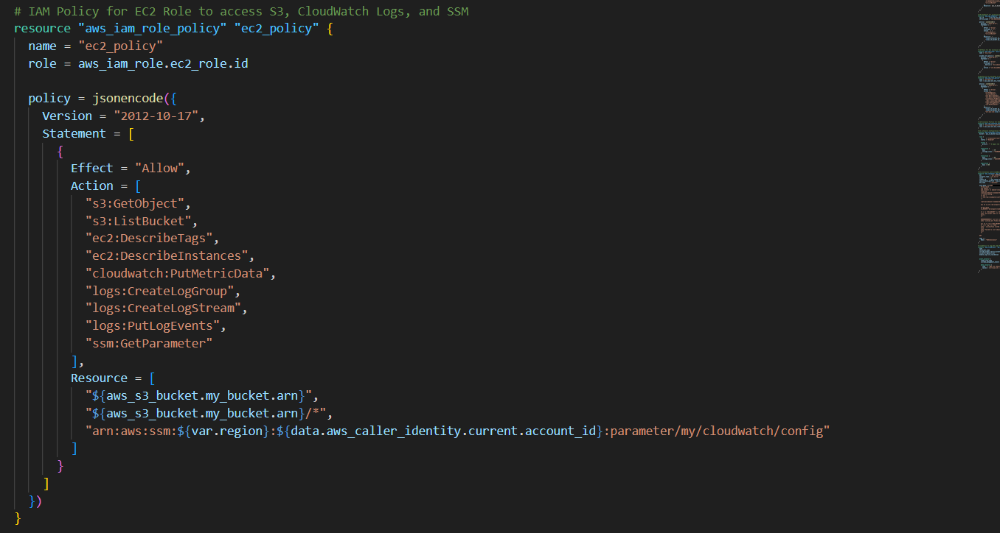 # IAM Policy for EC2 Role to access S3, CloudWatch Logs, and SSM
resource "aws_iam_role_policy" "ec2_policy" {
  name = "ec2_policy"
  role = aws_iam_role.ec2_role.id

  policy = jsonencode({
    Version = "2012-10-17",
    Statement = [
      {
        Effect = "Allow",
        Action = [
          "s3:GetObject",
          "s3:ListBucket",
          "ec2:DescribeTags",
          "ec2:DescribeInstances",
          "cloudwatch:PutMetricData",
          "logs:CreateLogGroup",
          "logs:CreateLogStream",
          "logs:PutLogEvents",
          "ssm:GetParameter"
        ],
        Resource = [
          "${aws_s3_bucket.my_bucket.arn}",
          "${aws_s3_bucket.my_bucket.arn}/*",
          "arn:aws:ssm:${var.region}:${data.aws_caller_identity.current.account_id}:parameter/my/cloudwatch/config"
        ]
      }
    ]
  })
}